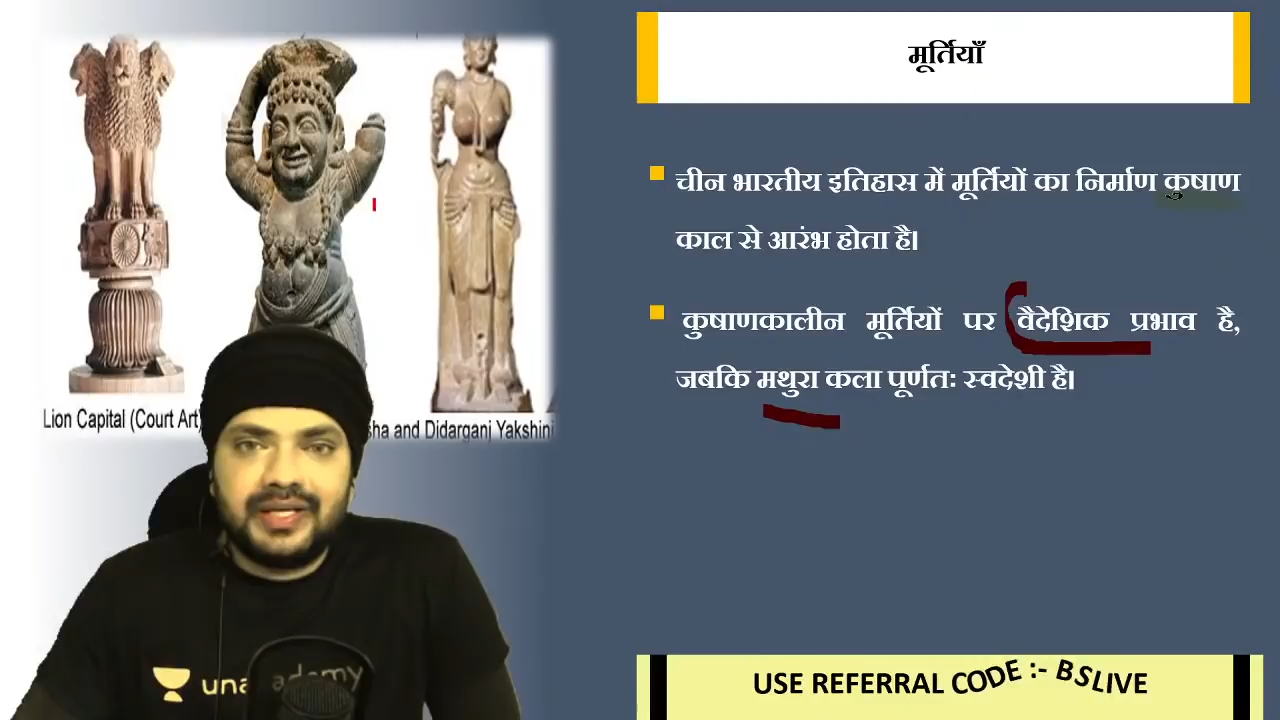 मूर्तियाँ
चीन भारतीय इतिहास में मूर्तियों का निर्माण कुषाण
काल से आरंभ होता है।
कुषाणकालीन मूर्तियों पर वैदेशिक प्रभाव है,
जबकि मथुरा कला पूर्णतः स्वदेशी है।
Lion Capital (Court Art)
and Didarganj Yakshini
USE REFERRAL CODE :- BSLIVE